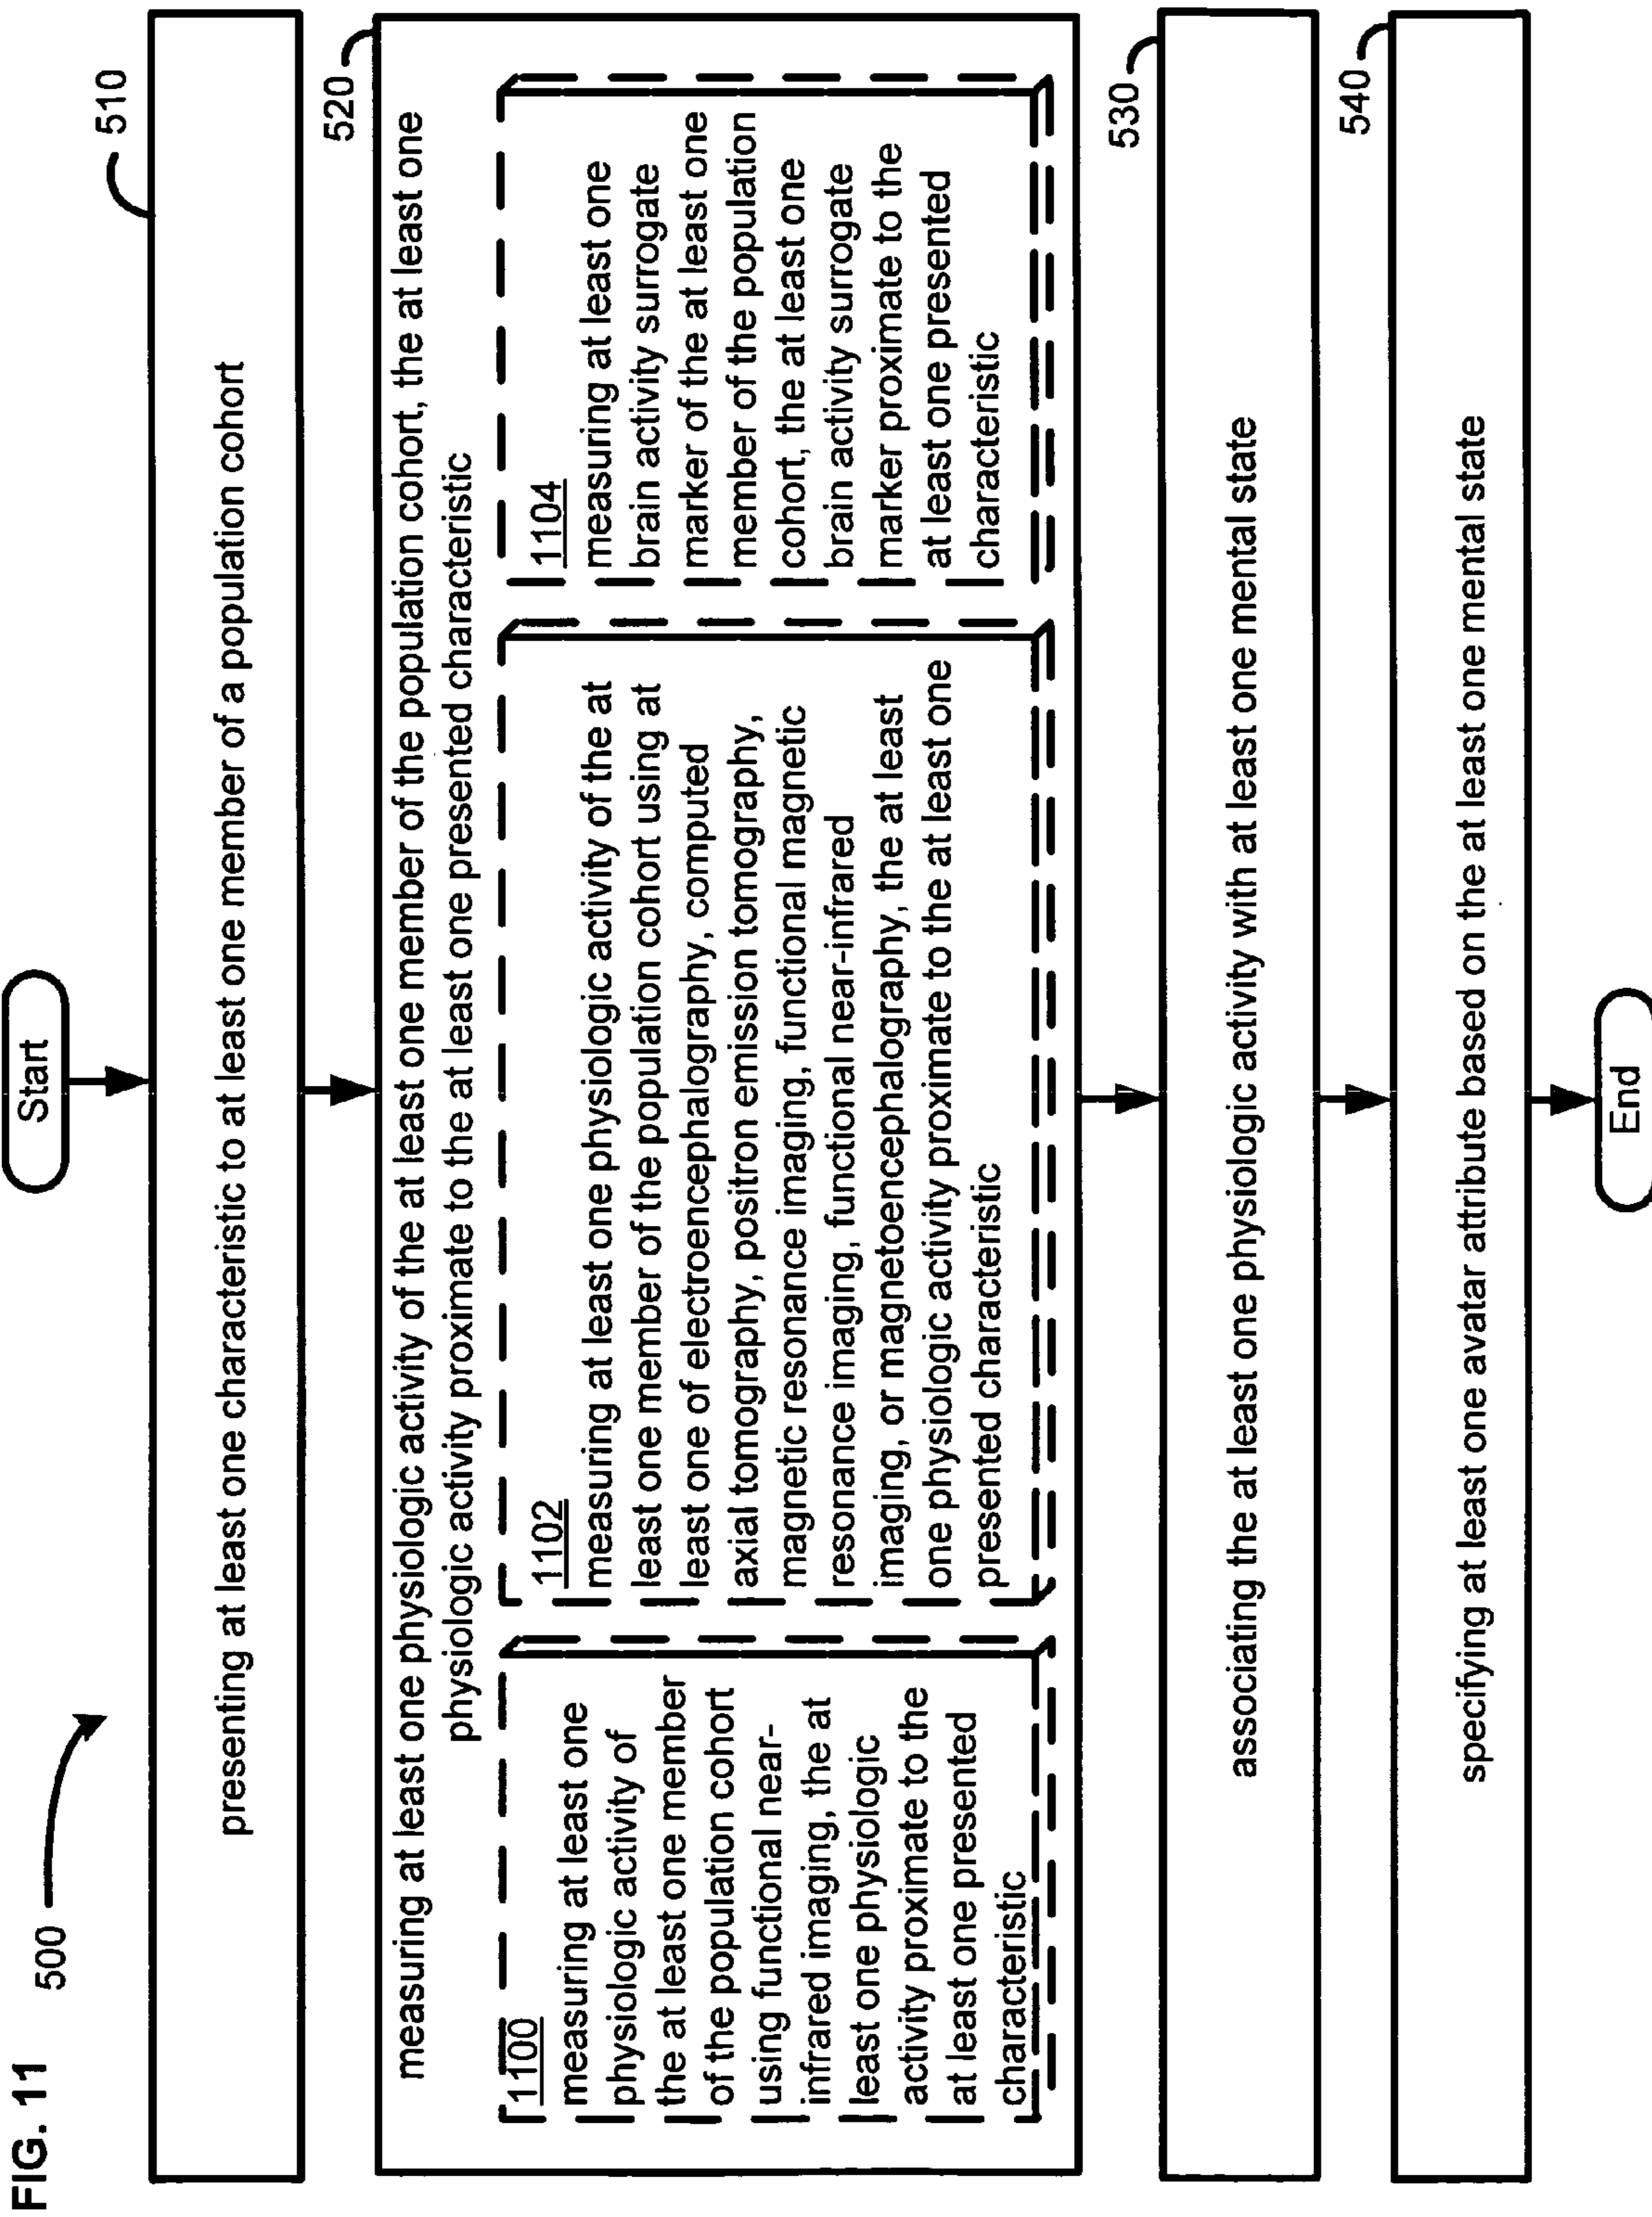 FIG. 11
500
Start
510
presenting at least one characteristic to at least one member of a population cohort
520
measuring at least one physiologic activity of the at least one member of the population cohort, the at least one
physiologic activity proximate to the at least one presented characteristic
1100
measuring at least one
physiologic activity of
the at least one member
of the population cohort
using functional near-
infrared imaging, the at
least one physiologic
activity proximate to the
at least one presented
characteristic
1102
measuring at least one physiologic activity of the at
least one member of the population cohort using at
least one of electroencephalography, computed
axial tomography, positron emission tomography,
magnetic resonance imaging, functional magnetic
resonance imaging, functional near-infrared
imaging, or magnetoencephalography, the at least
one physiologic activity proximate to the at least one
presented characteristic
1104
measuring at least one
brain activity surrogate
marker of the at least one
member of the population
cohort, the at least one
brain activity surrogate
marker proximate to the
at least one presented
characteristic
530
associating the at least one physiologic activity with at least one mental state
540
specifying at least one avatar attribute based on the at least one mental state
End